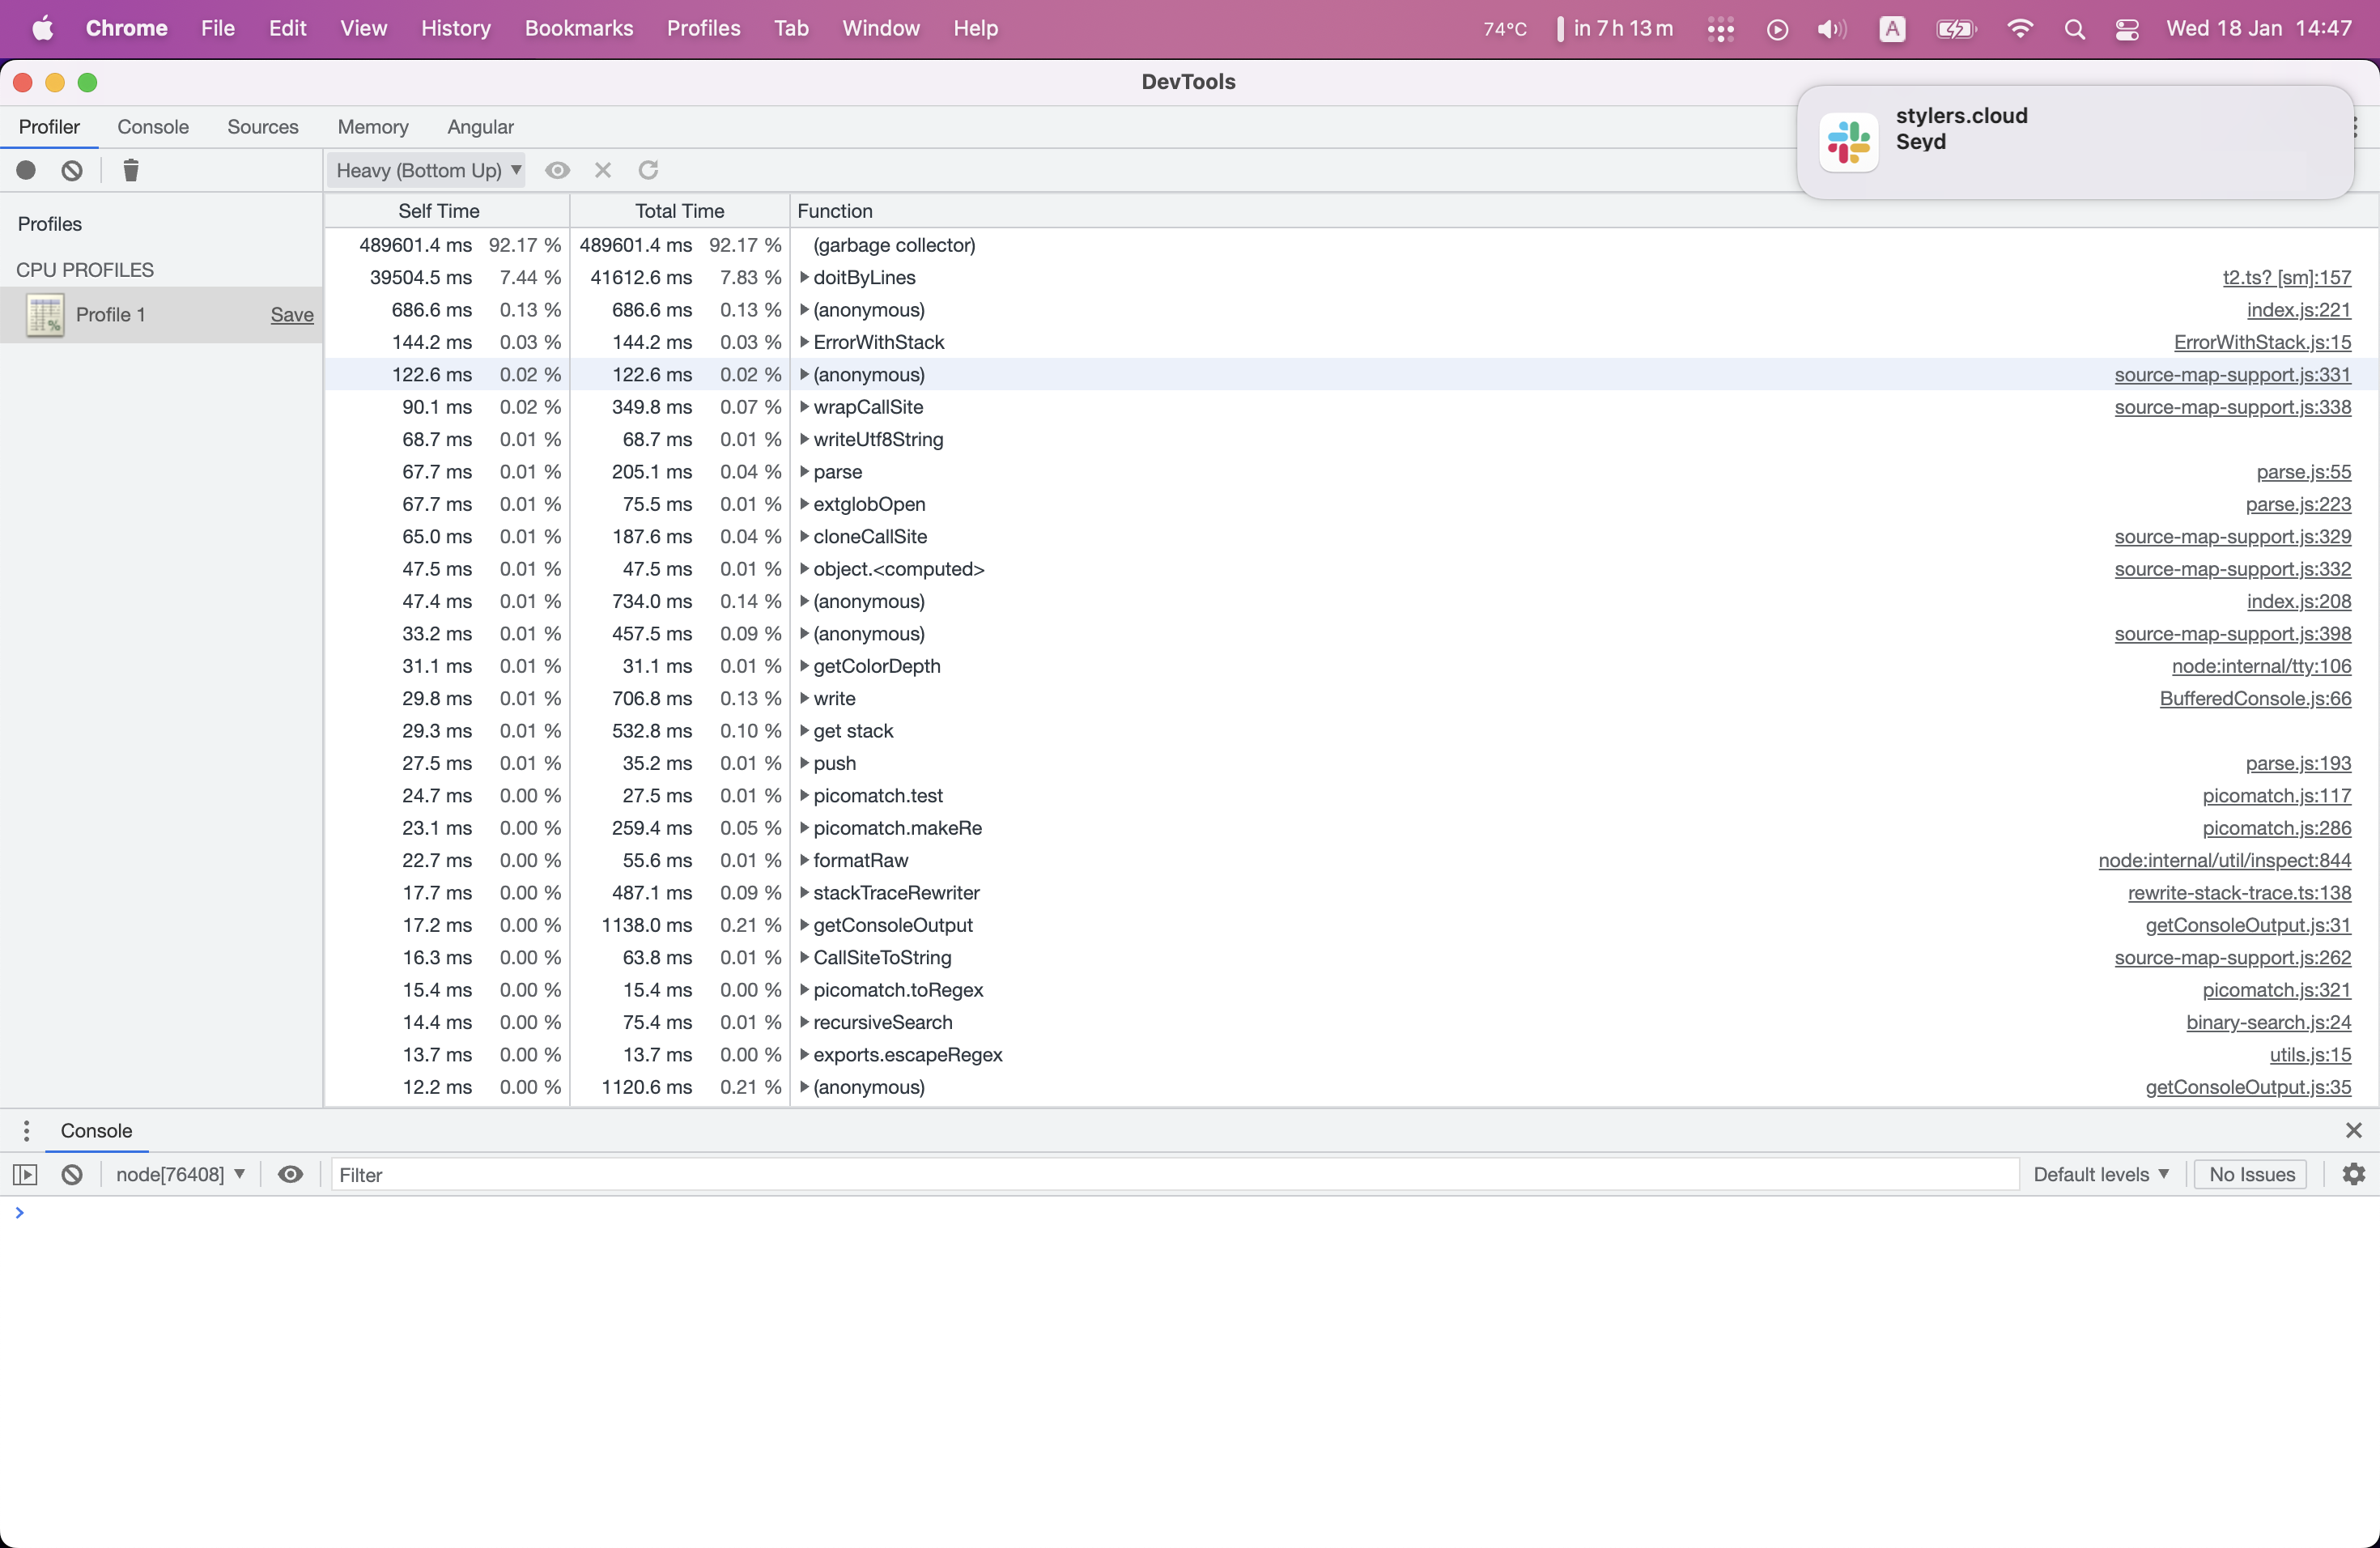 Chrome File Edit View History Bookmarks Profiles Tab Window Help 74°C in 7 h 13 m A Wed 18 Jan 14:47
DevTools
stylers.cloud
Seyd
Profiler Console Sources Memory Angular
Heavy (Bottom Up)
Profiles
CPU PROFILES
Profile 1 Save
Self Time Total Time Function
489601.4 ms 92.17 % 489601.4 ms 92.17 % (garbage collector)
39504.5 ms 7.44 % 41612.6 ms 7.83 % doitByLines t2.ts? [sm]:157
686.6 ms 0.13 % 686.6 ms 0.13 % (anonymous) index.js:221
144.2 ms 0.03 % 144.2 ms 0.03 % ErrorWithStack ErrorWithStack.js:15
122.6 ms 0.02 % 122.6 ms 0.02 % (anonymous) source-map-support.js:331
90.1 ms 0.02 % 349.8 ms 0.07 % wrapCallSite source-map-support.js:338
68.7 ms 0.01 % 68.7 ms 0.01 % writeUtf8String
67.7 ms 0.01 % 205.1 ms 0.04 % parse parse.js:55
67.7 ms 0.01 % 75.5 ms 0.01 % extglobOpen parse.js:223
65.0 ms 0.01 % 187.6 ms 0.04 % cloneCallSite source-map-support.js:329
47.5 ms 0.01 % 47.5 ms 0.01 % object.<computed> source-map-support.js:332
47.4 ms 0.01 % 734.0 ms 0.14 % (anonymous) index.js:208
33.2 ms 0.01 % 457.5 ms 0.09 % (anonymous) source-map-support.js:398
31.1 ms 0.01 % 31.1 ms 0.01 % getColorDepth node:internal/tty:106
29.8 ms 0.01 % 706.8 ms 0.13 % write BufferedConsole.js:66
29.3 ms 0.01 % 532.8 ms 0.10 % get stack
27.5 ms 0.01 % 35.2 ms 0.01 % push parse.js:193
24.7 ms 0.00 % 27.5 ms 0.01 % picomatch.test picomatch.js:117
23.1 ms 0.00 % 259.4 ms 0.05 % picomatch.makeRe picomatch.js:286
22.7 ms 0.00 % 55.6 ms 0.01 % formatRaw node:internal/util/inspect:844
17.7 ms 0.00 % 487.1 ms 0.09 % stackTraceRewriter rewrite-stack-trace.ts:138
17.2 ms 0.00 % 1138.0 ms 0.21 % getConsoleOutput getConsoleOutput.js:31
16.3 ms 0.00 % 63.8 ms 0.01 % CallSiteToString source-map-support.js:262
15.4 ms 0.00 % 15.4 ms 0.00 % picomatch.toRegex picomatch.js:321
14.4 ms 0.00 % 75.4 ms 0.01 % recursiveSearch binary-search.js:24
13.7 ms 0.00 % 13.7 ms 0.00 % exports.escapeRegex utils.js:15
12.2 ms 0.00 % 1120.6 ms 0.21 % (anonymous) getConsoleOutput.js:35
Console
node[76408] Filter Default levels No Issues